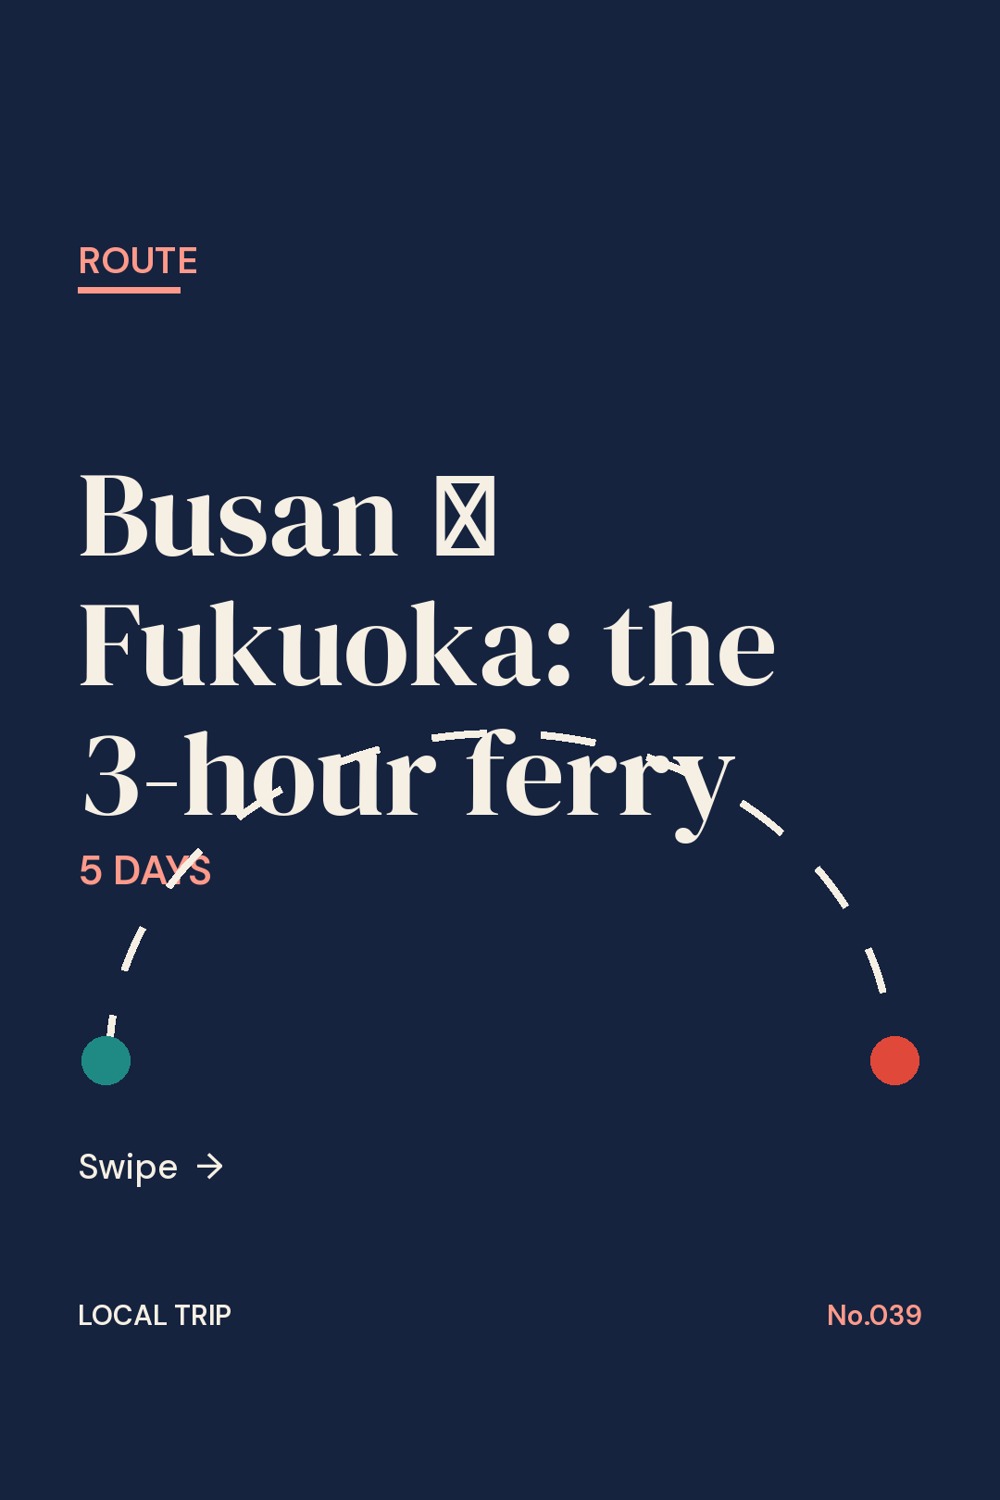 ROUTE
Busan
Fukuoka: the
3-hour ferry
5 DAYS
Swipe →
LOCAL TRIP
No.039